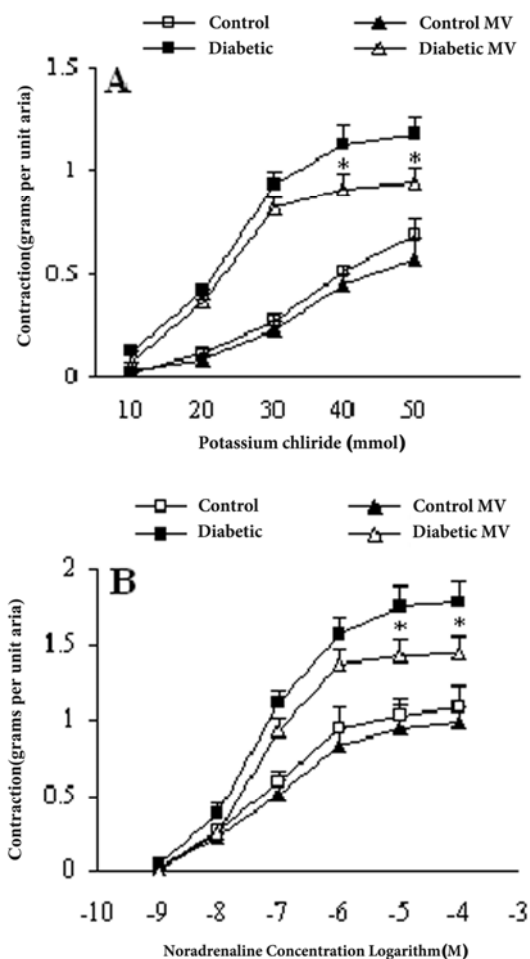 Control Control MV
Diabetic Diabetic MV
A
1.5
1
0.5
0
Contraction(grams per unit aria)
*
*
10 20 30 40 50
Potassium chliride (mmol)
Control Control MV
Diabetic Diabetic MV
B
2
1.5
1
0.5
0
Contraction(grams per unit aria)
*
*
-10 -9 -8 -7 -6 -5 -4 -3
Noradrenaline Concentration Logarithm(M)